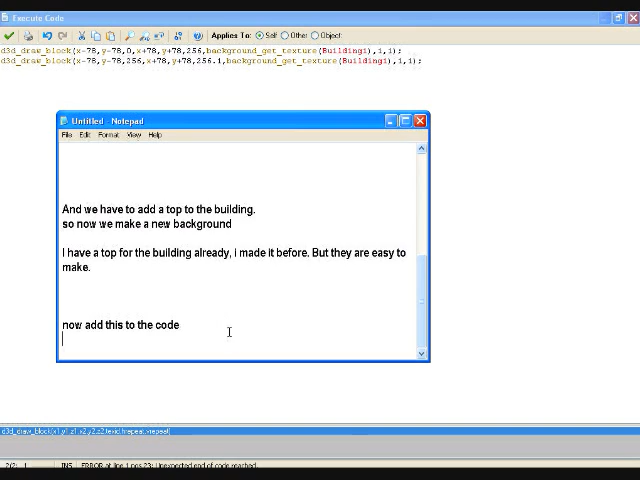 Execute Code
Applies To: Self Other Object
d3d_draw_block(x-78,y-78,0,x+78,y+78,256,background_get_texture(Building1),1,1);
d3d_draw_block(x-78,y-78,256,x+78,y+78,256.1,background_get_texture(Building1),1,1);
Untitled - Notepad
File Edit Format View Help
And we have to add a top to the building.
so now we make a new background
I have a top for the building already, i made it before. But they are easy to
make.
now add this to the code
d3d_draw_block(x1,y1,z1,x2,y2,z2,texid,hrepeat,vrepeat)
2/2: 1 INS ERROR at line 1 pos 23: Unexpected end of code reached.